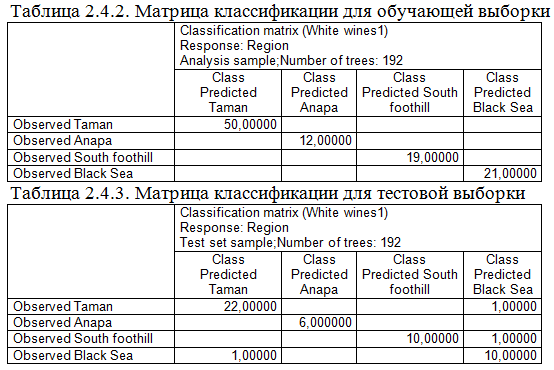 Таблица 2.4.2. Матрица классификации для обучающей выборки
Classification matrix (White wines1)
Response: Region
Analysis sample;Number of trees: 192
Class Predicted Taman Class Predicted Anapa Class Predicted South foothill Class Predicted Black Sea
Observed Taman 50,00000
Observed Anapa 12,00000
Observed South foothill 19,00000
Observed Black Sea 21,00000
Таблица 2.4.3. Матрица классификации для тестовой выборки
Classification matrix (White wines1)
Response: Region
Test set sample;Number of trees: 192
Class Predicted Taman Class Predicted Anapa Class Predicted South foothill Class Predicted Black Sea
Observed Taman 22,00000 1,00000
Observed Anapa 6,000000
Observed South foothill 10,00000 1,00000
Observed Black Sea 1,00000 10,00000